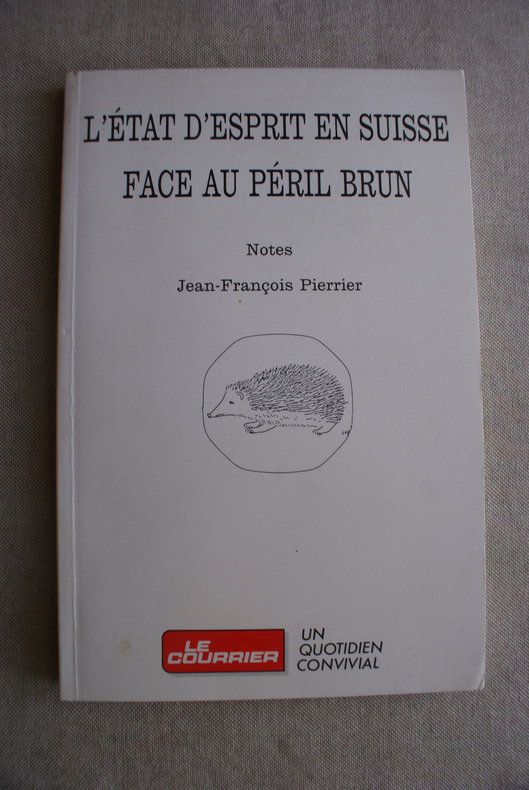 L'ÉTAT D'ESPRIT EN SUISSE
FACE AU PÉRIL BRUN
Notes
Jean-François Pierrier
LE
COURRIER
UN
QUOTIDIEN
CONVIVIAL